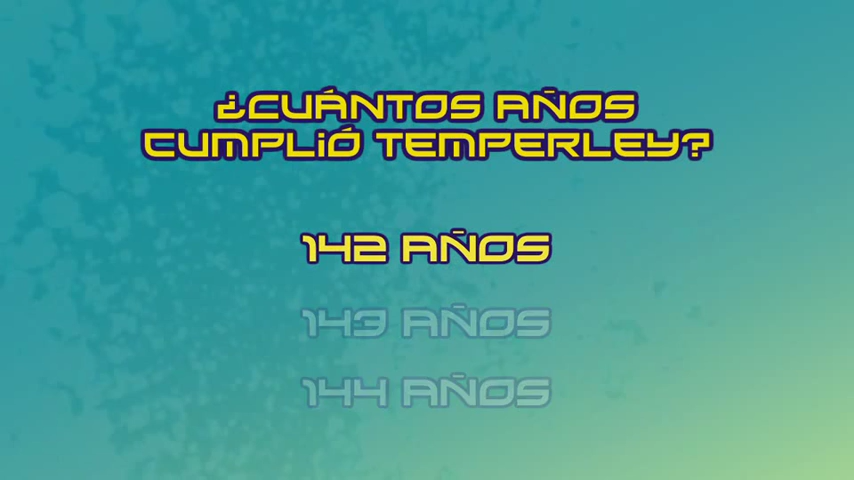 ¿CUÁNTOS AÑOS
CUMPLIÓ TEMPERLEY?
142 AÑOS
143 AÑOS
144 AÑOS